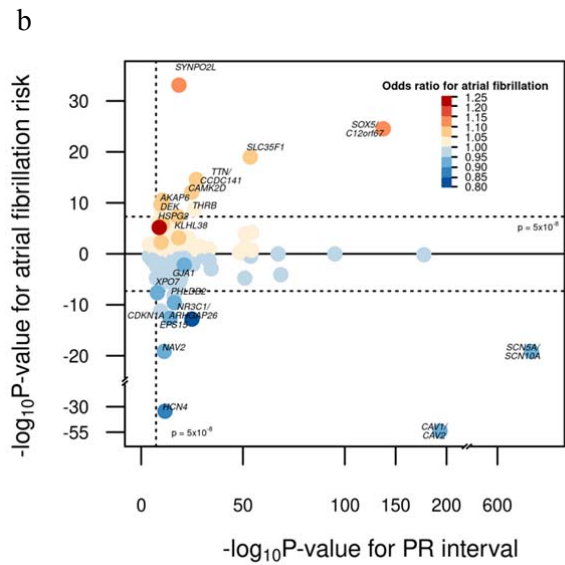 b
SYNPO2L
Odds ratio for atrial fibrillation
1.25
1.20
1.15
1.10
1.05
1.00
0.95
0.90
0.85
0.80
SOX5/
C12orf67
SLC35F1
TTN/
CCDC141
CAMK2D
AKAP6
DEK
THRB
HSPG2
KLHL38
p = 5x10⁻⁸
GJA1
XPO7
PHLDB2
NR3C1/
ARHGAP26
CDKN1A
EPS15
NAV2
SCN5A/
SCN10A
HCN4
CAV1/
CAV2
p = 5x10⁻⁸
30
20
10
0
-10
-20
-30
-55
-log₁₀P-value for atrial fibrillation risk
0 50 100 150 200 600
-log₁₀P-value for PR interval